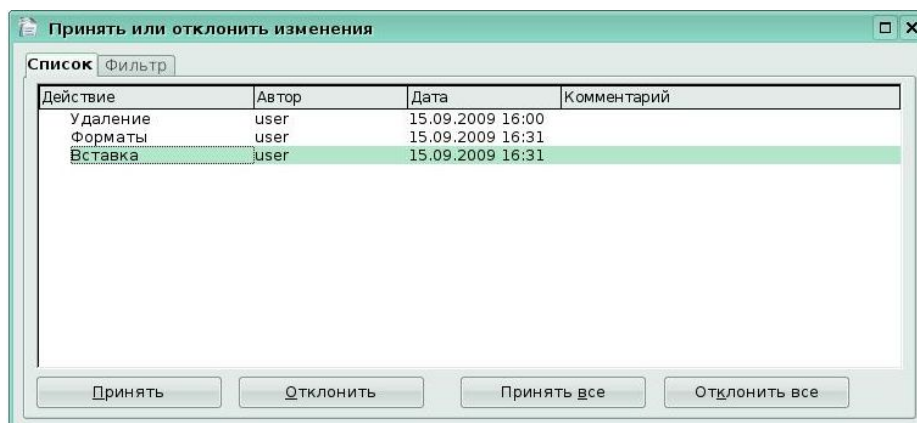 Принять или отклонить изменения
Список Фильтр
Действие Автор Дата Комментарий
Удаление user 15.09.2009 16:00
Форматы user 15.09.2009 16:31
Вставка user 15.09.2009 16:31
Принять Отклонить Принять все Отклонить все